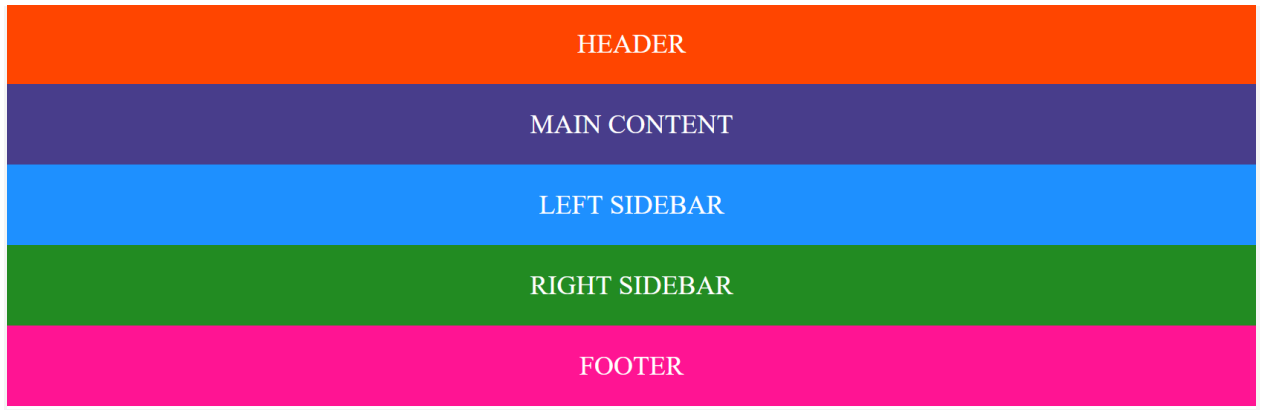 HEADER
MAIN CONTENT
LEFT SIDEBAR
RIGHT SIDEBAR
FOOTER